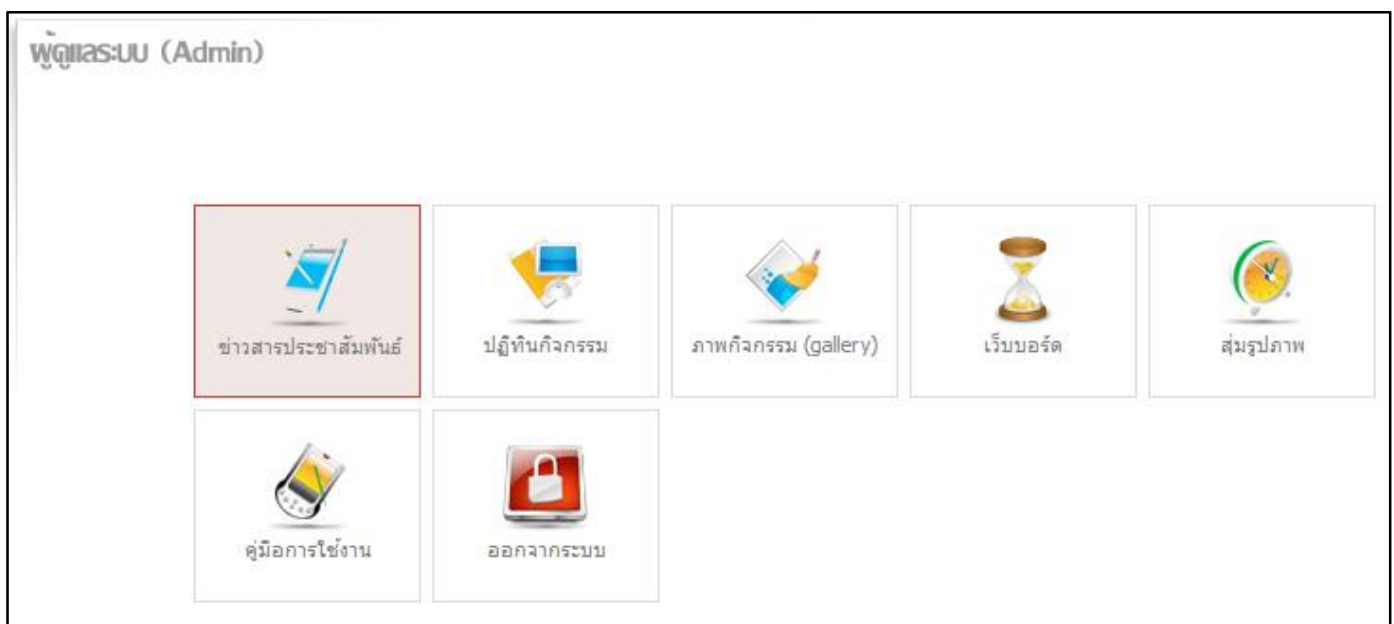 ผู้ดูแลระบบ (Admin)
ข่าวสารประชาสัมพันธ์
ปฏิทินกิจกรรม
ภาพกิจกรรม (gallery)
เว็บบอร์ด
สุ่มรูปภาพ
คู่มือการใช้งาน
ออกจากระบบ